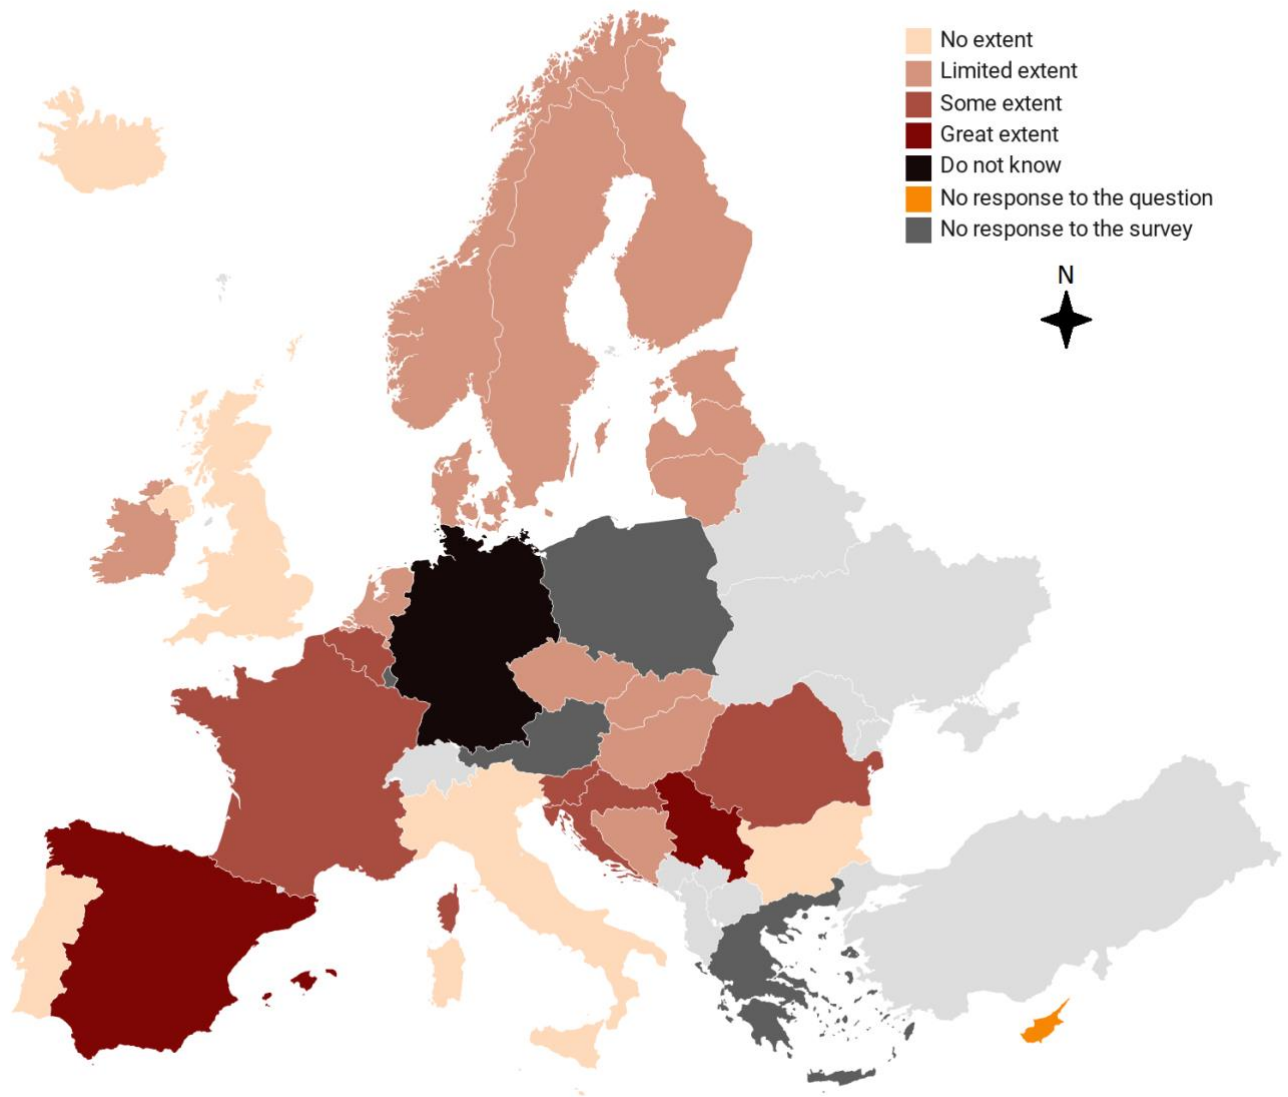 No extent
Limited extent
Some extent
Great extent
Do not know
No response to the question
No response to the survey
N